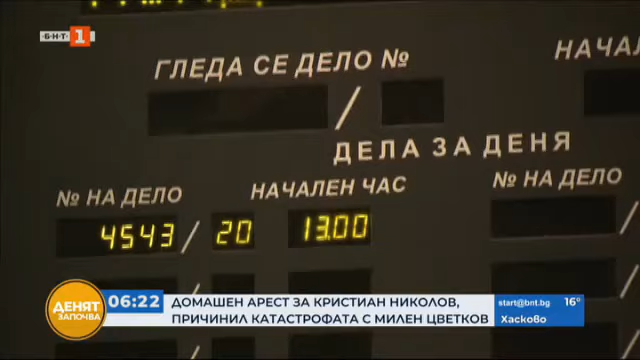 БНТ 1
ГЛЕДА СЕ ДЕЛО №
НАЧАЛ
/
ДЕЛА ЗА ДЕНЯ
№ НА ДЕЛО
НАЧАЛЕН ЧАС
№ НА ДЕЛО
4543 / 20 13.00
ДЕНЯТ
ЗАПОЧВА
06:22
ДОМАШЕН АРЕСТ ЗА КРИСТИАН НИКОЛОВ,
ПРИЧИНИЛ КАТАСТРОФАТА С МИЛЕН ЦВЕТКОВ
start@bnt.bg 16°
Хасково